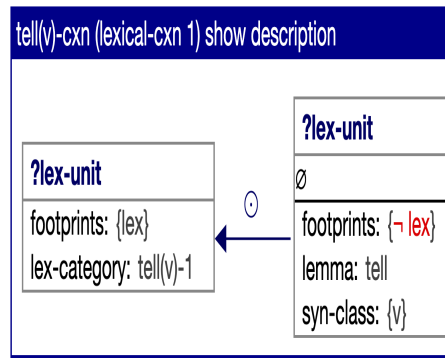 tell(v)-cxn (lexical-cxn 1) show description
?lex-unit
footprints: {lex}
lex-category: tell(v)-1
?lex-unit
∅
footprints: {¬ lex}
lemma: tell
syn-class: {v}